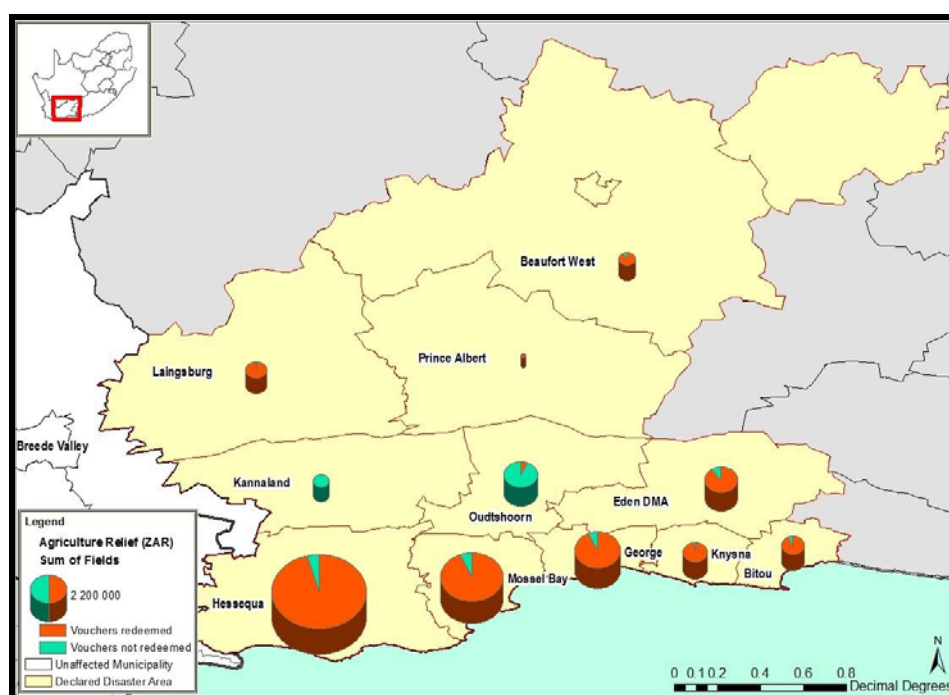 Beaufort West
Prince Albert
Laingsburg
Breede Valley
Kannaland
Eden DMA
Oudtshoorn
George
Knysna
Mossel Bay
Bitou
Hessequa
Legend
Agriculture Relief (ZAR)
Sum of Fields
2 200 000
Vouchers redeemed
Vouchers not redeemed
Unaffected Municipality
Declared Disaster Area
N
0 0.1 0.2 0.4 0.6 0.8
Decimal Degrees